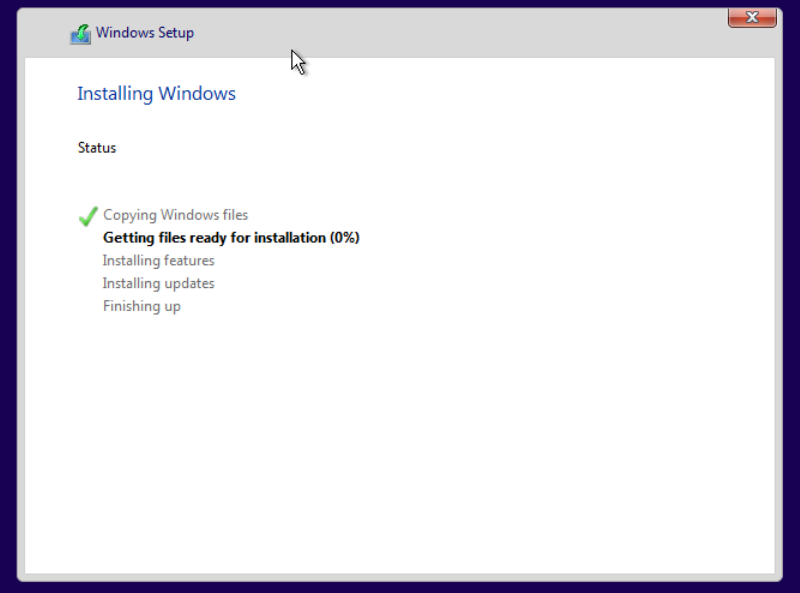 Windows Setup
Installing Windows
Status
Copying Windows files
Getting files ready for installation (0%)
Installing features
Installing updates
Finishing up